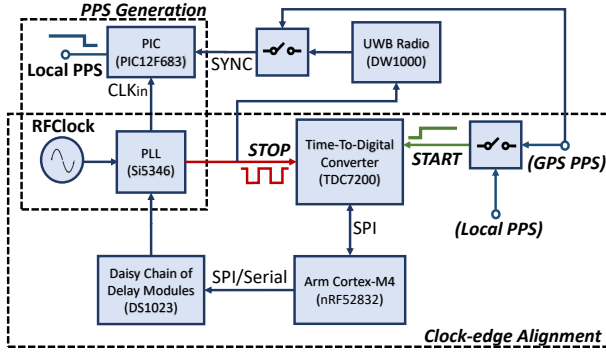 PPS Generation
PIC
(PIC12F683)
Local PPS
CLKin
SYNC
UWB Radio
(DW1000)
RFClock
PLL
(Si5346)
STOP
Time-To-Digital
Converter
(TDC7200)
START
(GPS PPS)
(Local PPS)
SPI
Daisy Chain of
Delay Modules
(DS1023)
SPI/Serial
Arm Cortex-M4
(nRF52832)
Clock-edge Alignment